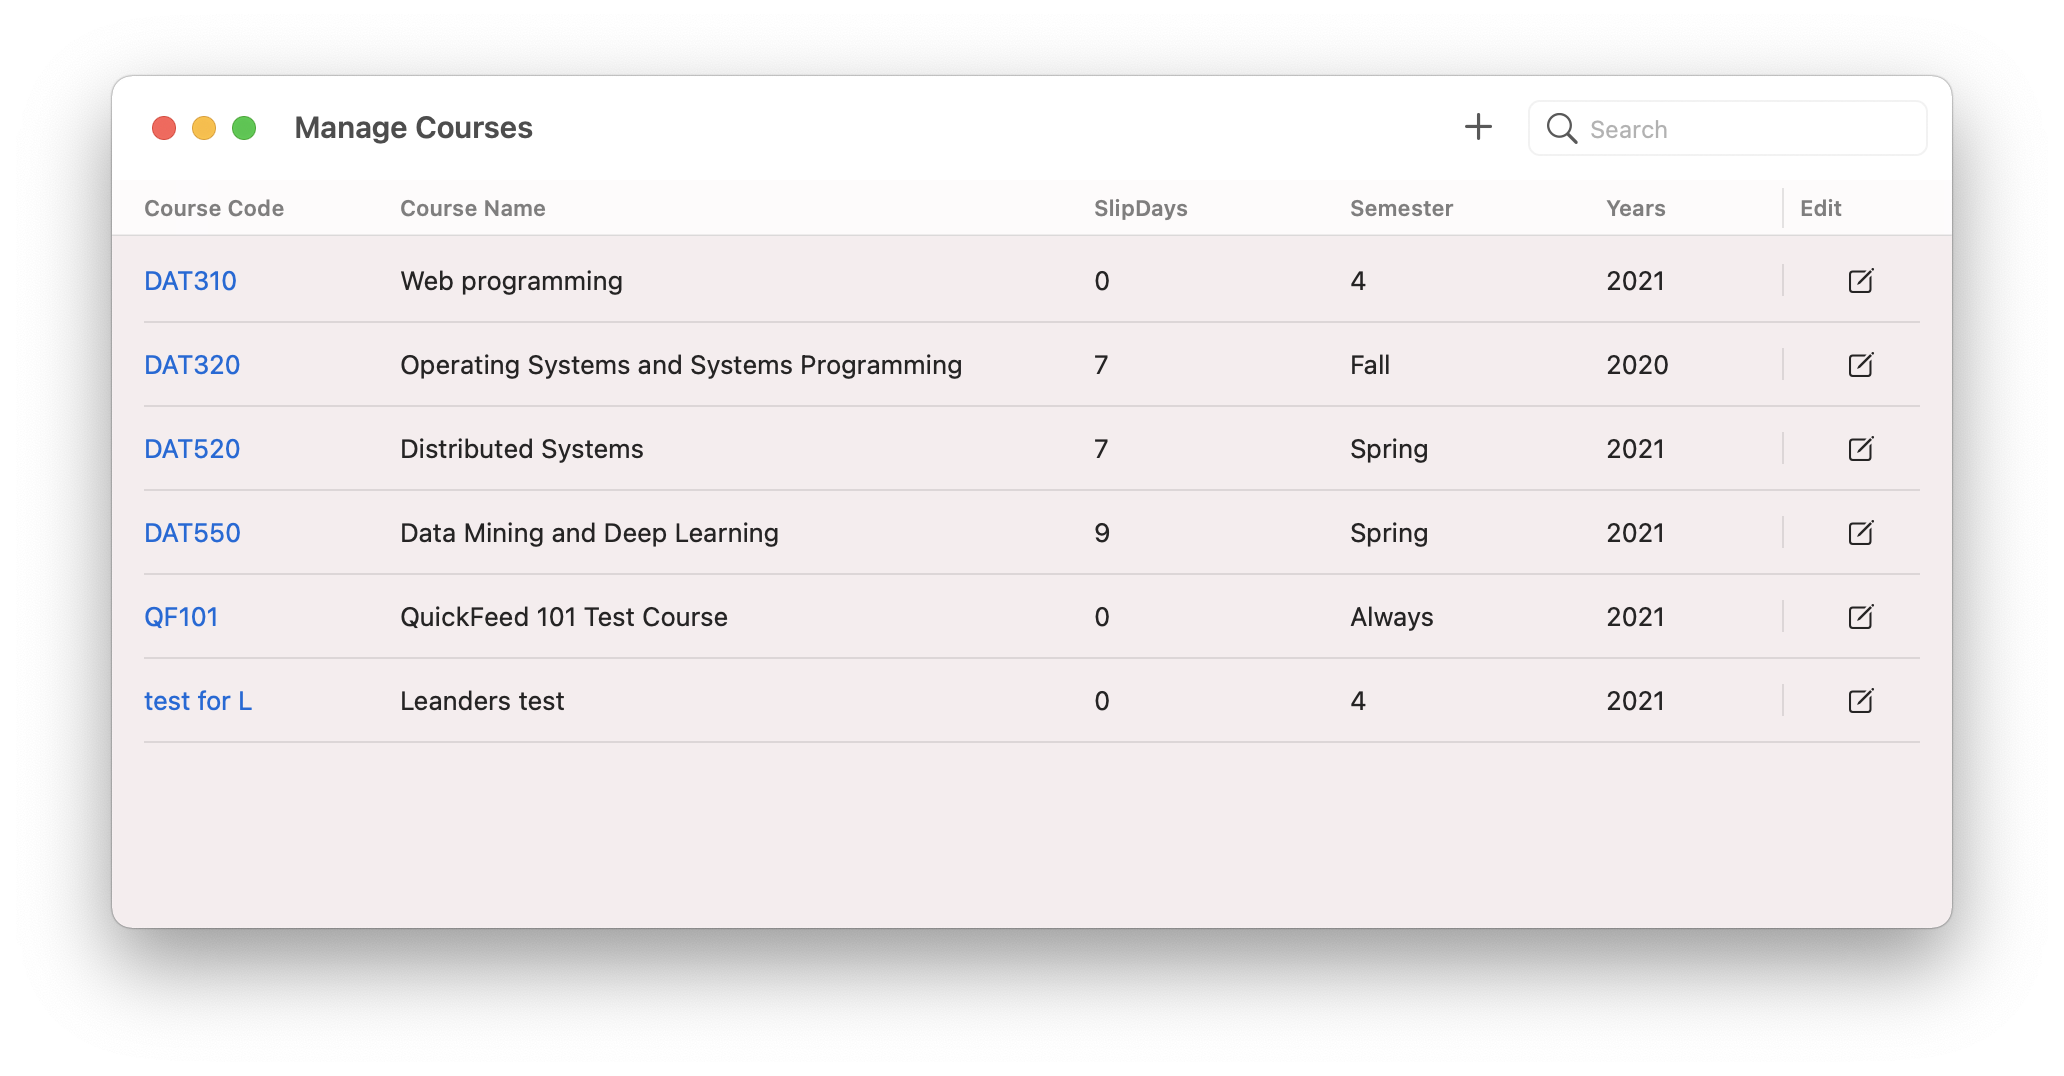 Manage Courses
Search
Course Code Course Name SlipDays Semester Years Edit
DAT310 Web programming 0 4 2021
DAT320 Operating Systems and Systems Programming 7 Fall 2020
DAT520 Distributed Systems 7 Spring 2021
DAT550 Data Mining and Deep Learning 9 Spring 2021
QF101 QuickFeed 101 Test Course 0 Always 2021
test for L Leanders test 0 4 2021